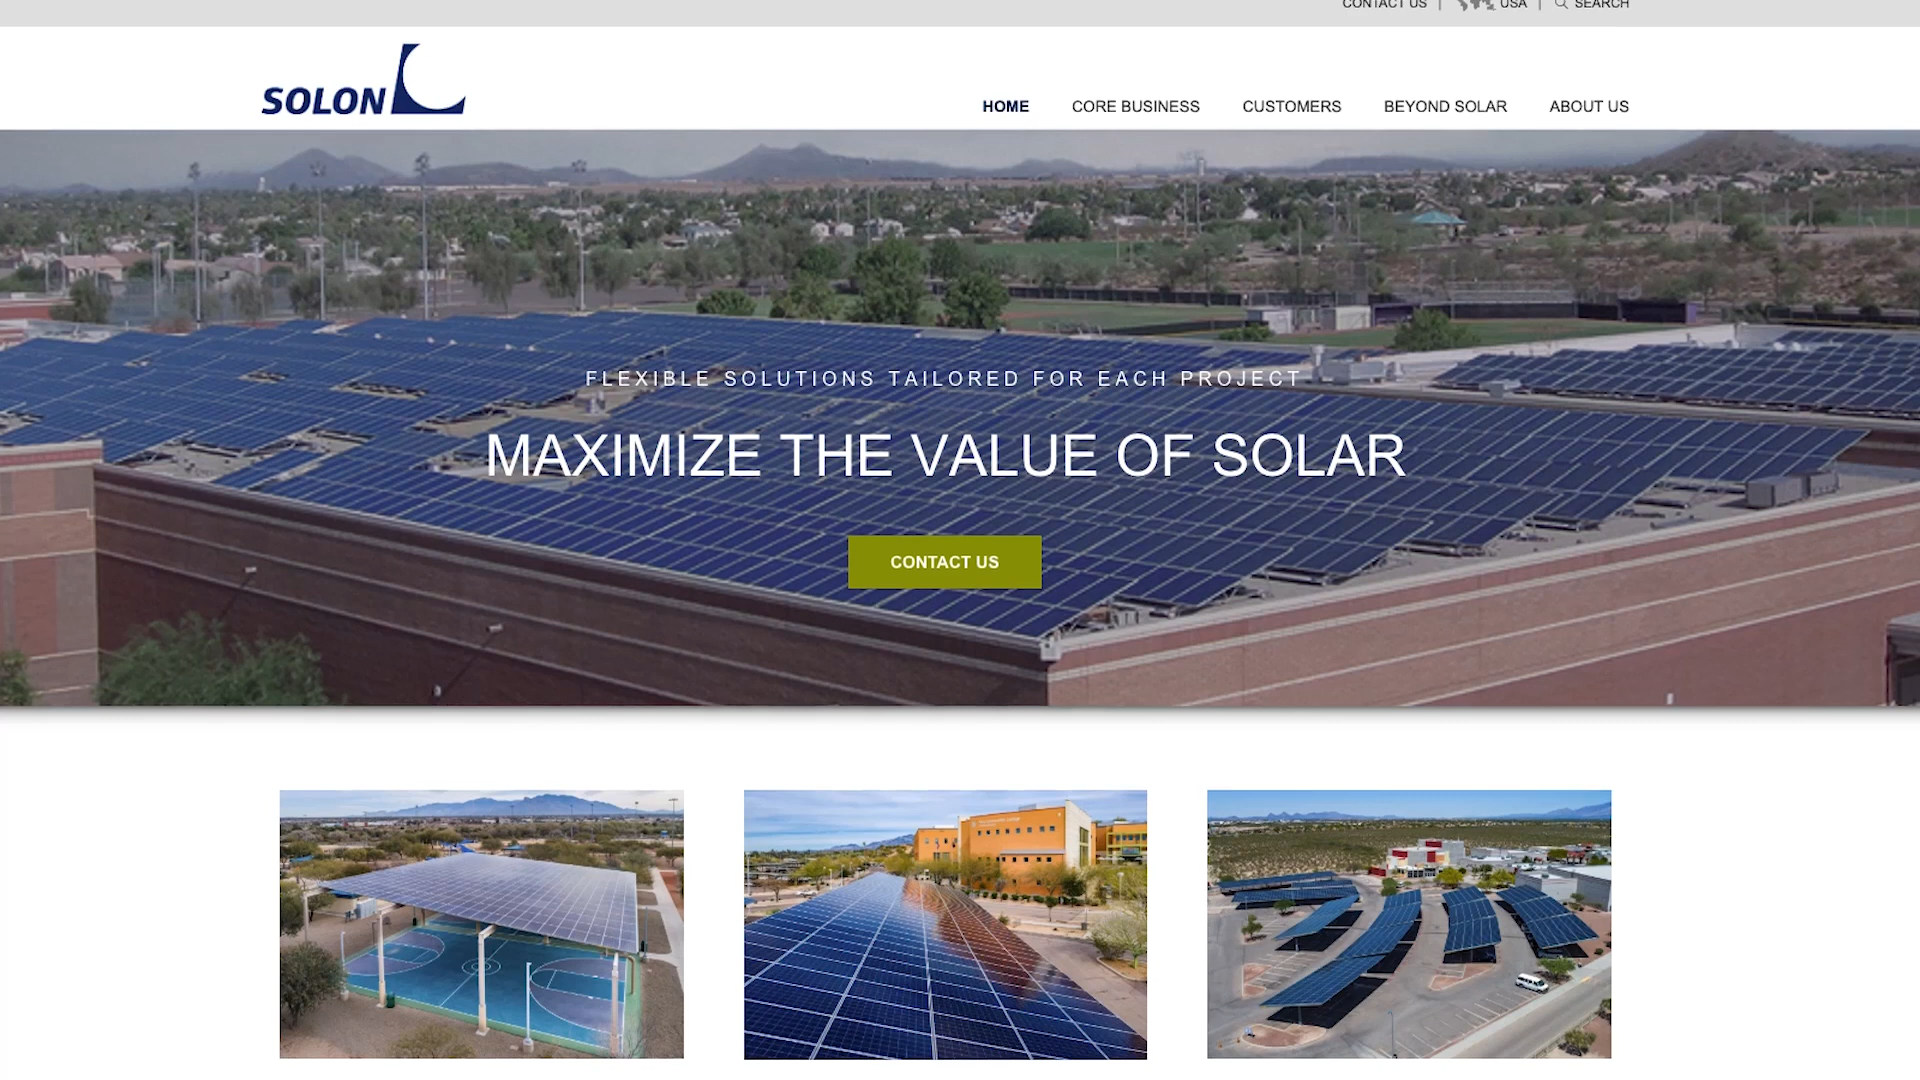 CONTACT US | USA | SEARCH
SOLON
HOME CORE BUSINESS CUSTOMERS BEYOND SOLAR ABOUT US
FLEXIBLE SOLUTIONS TAILORED FOR EACH PROJECT
MAXIMIZE THE VALUE OF SOLAR
CONTACT US